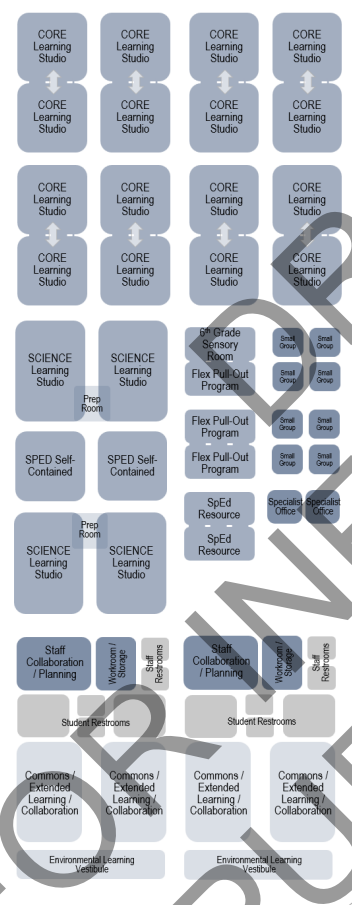 CORE
Learning
Studio
CORE
Learning
Studio
CORE
Learning
Studio
CORE
Learning
Studio
CORE
Learning
Studio
CORE
Learning
Studio
CORE
Learning
Studio
CORE
Learning
Studio
CORE
Learning
Studio
CORE
Learning
Studio
CORE
Learning
Studio
CORE
Learning
Studio
CORE
Learning
Studio
CORE
Learning
Studio
CORE
Learning
Studio
CORE
Learning
Studio
SCIENCE
Learning
Studio
SCIENCE
Learning
Studio
Prep
Room
6th Grade
Sensory
Room
Small
Group
Small
Group
Flex Pull-Out
Program
Small
Group
Small
Group
Flex Pull-Out
Program
Small
Group
Small
Group
Flex Pull-Out
Program
Small
Group
Small
Group
SPED Self-
Contained
SPED Self-
Contained
SpEd
Resource
Specialist
Office
Specialist
Office
SpEd
Resource
Prep
Room
SCIENCE
Learning
Studio
SCIENCE
Learning
Studio
Staff
Collaboration
/ Planning
Workroom /
Storage
Staff
Restrooms
Staff
Collaboration
/ Planning
Workroom /
Storage
Staff
Restrooms
Student Restrooms
Student Restrooms
Commons /
Extended
Learning /
Collaboration
Commons /
Extended
Learning /
Collaboration
Commons /
Extended
Learning /
Collaboration
Commons /
Extended
Learning /
Collaboration
Environmental Learning
Vestibule
Environmental Learning
Vestibule